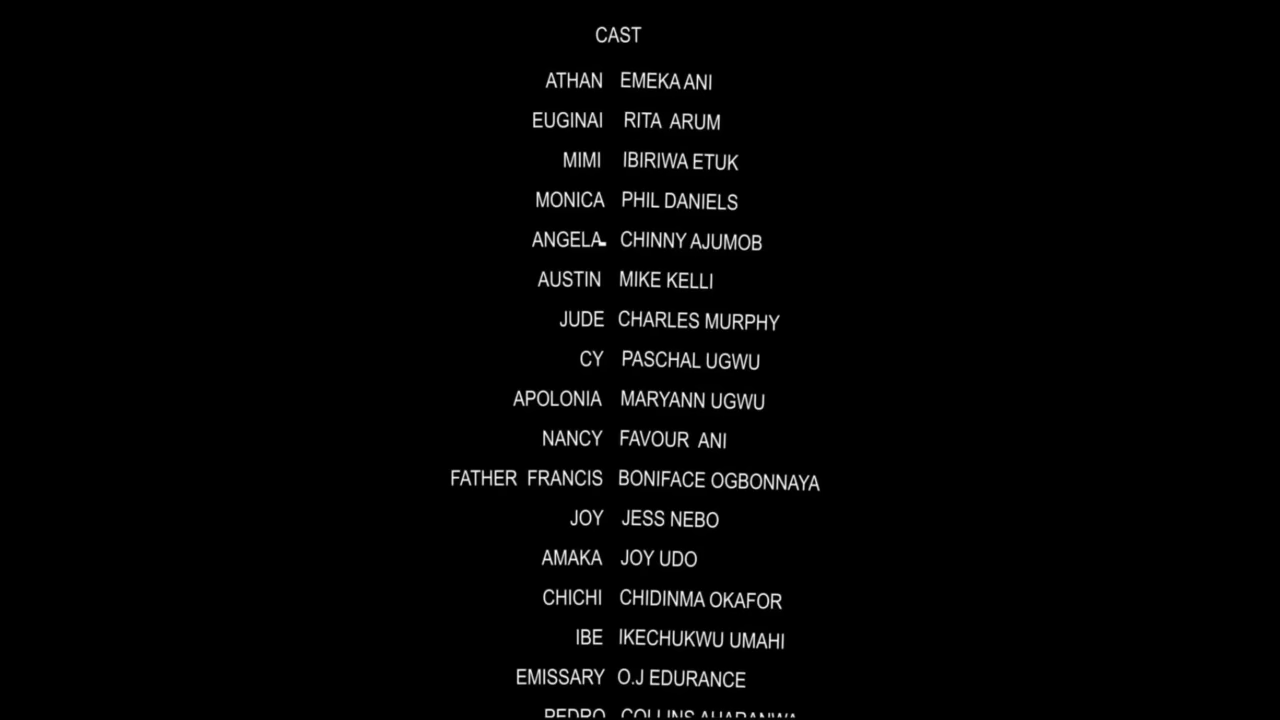 CAST
ATHAN EMEKA ANI
EUGINAI RITA ARUM
MIMI IBIRIWA ETUK
MONICA PHIL DANIELS
ANGELA- CHINNY AJUMOB
AUSTIN MIKE KELLI
JUDE CHARLES MURPHY
CY PASCHAL UGWU
APOLONIA MARYANN UGWU
NANCY FAVOUR ANI
FATHER FRANCIS BONIFACE OGBONNAYA
JOY JESS NEBO
AMAKA JOY UDO
CHICHI CHIDINMA OKAFOR
IBE IKECHUKWU UMAHI
EMISSARY O.J EDURANCE
PEDRO COLLINS